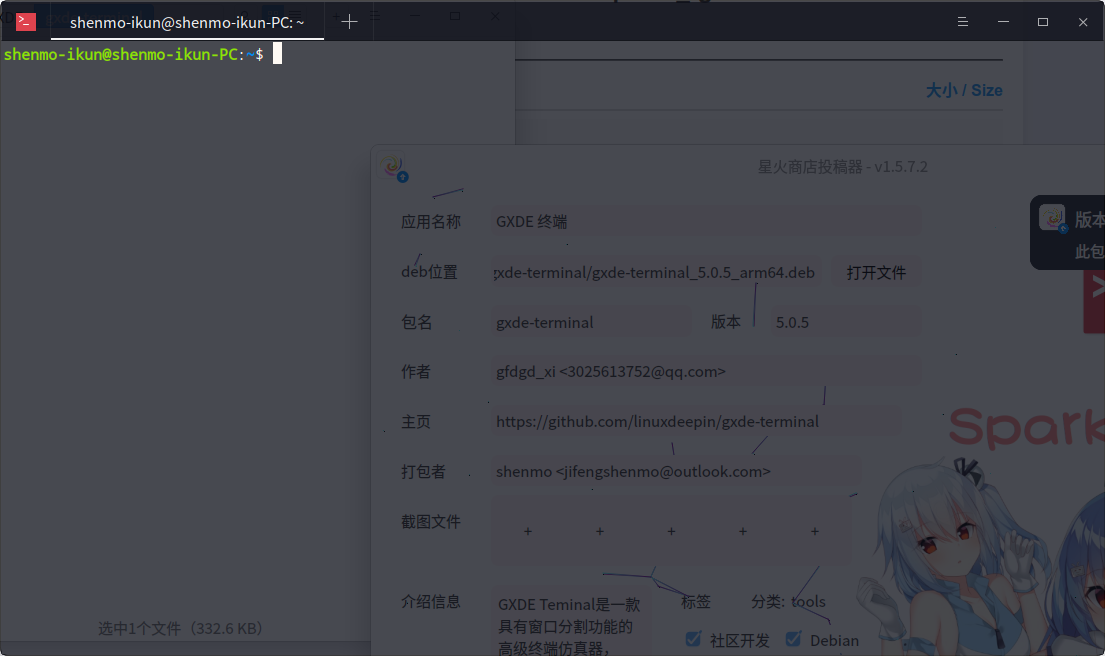 shenmo-ikun@shenmo-ikun-PC: ~
shenmo-ikun@shenmo-ikun-PC:~$
大小 / Size
星火商店投稿器 - v1.5.7.2
应用名称 GXDE 终端
版本
此包
deb位置 gxde-terminal/gxde-terminal_5.0.5_arm64.deb 打开文件
包名 gxde-terminal 版本 5.0.5
作者 gfdgd_xi <3025613752@qq.com>
主页 https://github.com/linuxdeepin/gxde-terminal
Spark
打包者 shenmo <jifengshenmo@outlook.com>
截图文件 + + + + +
介绍信息 GXDE Teminal是一款 标签 分类: tools
具有窗口分割功能的
高级终端仿真器，
社区开发 Debian
选中1个文件（332.6 KB）